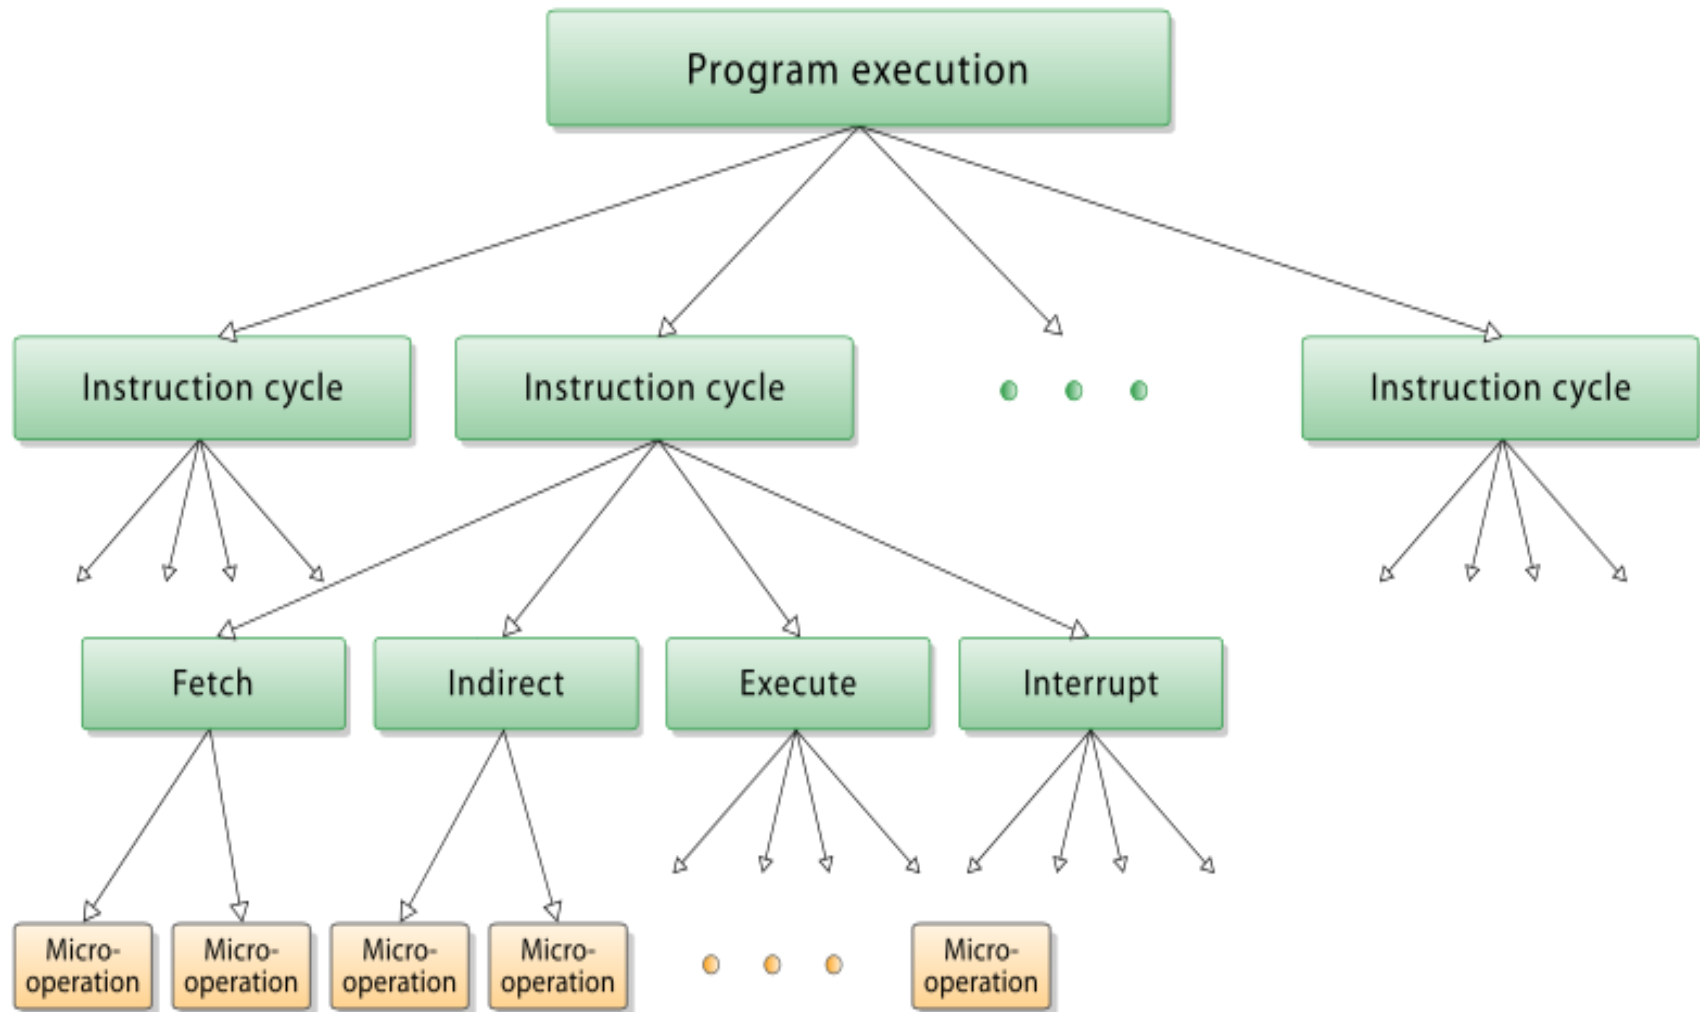 Program execution
Instruction cycle
Instruction cycle
Instruction cycle
Fetch
Indirect
Execute
Interrupt
Micro-
operation
Micro-
operation
Micro-
operation
Micro-
operation
Micro-
operation